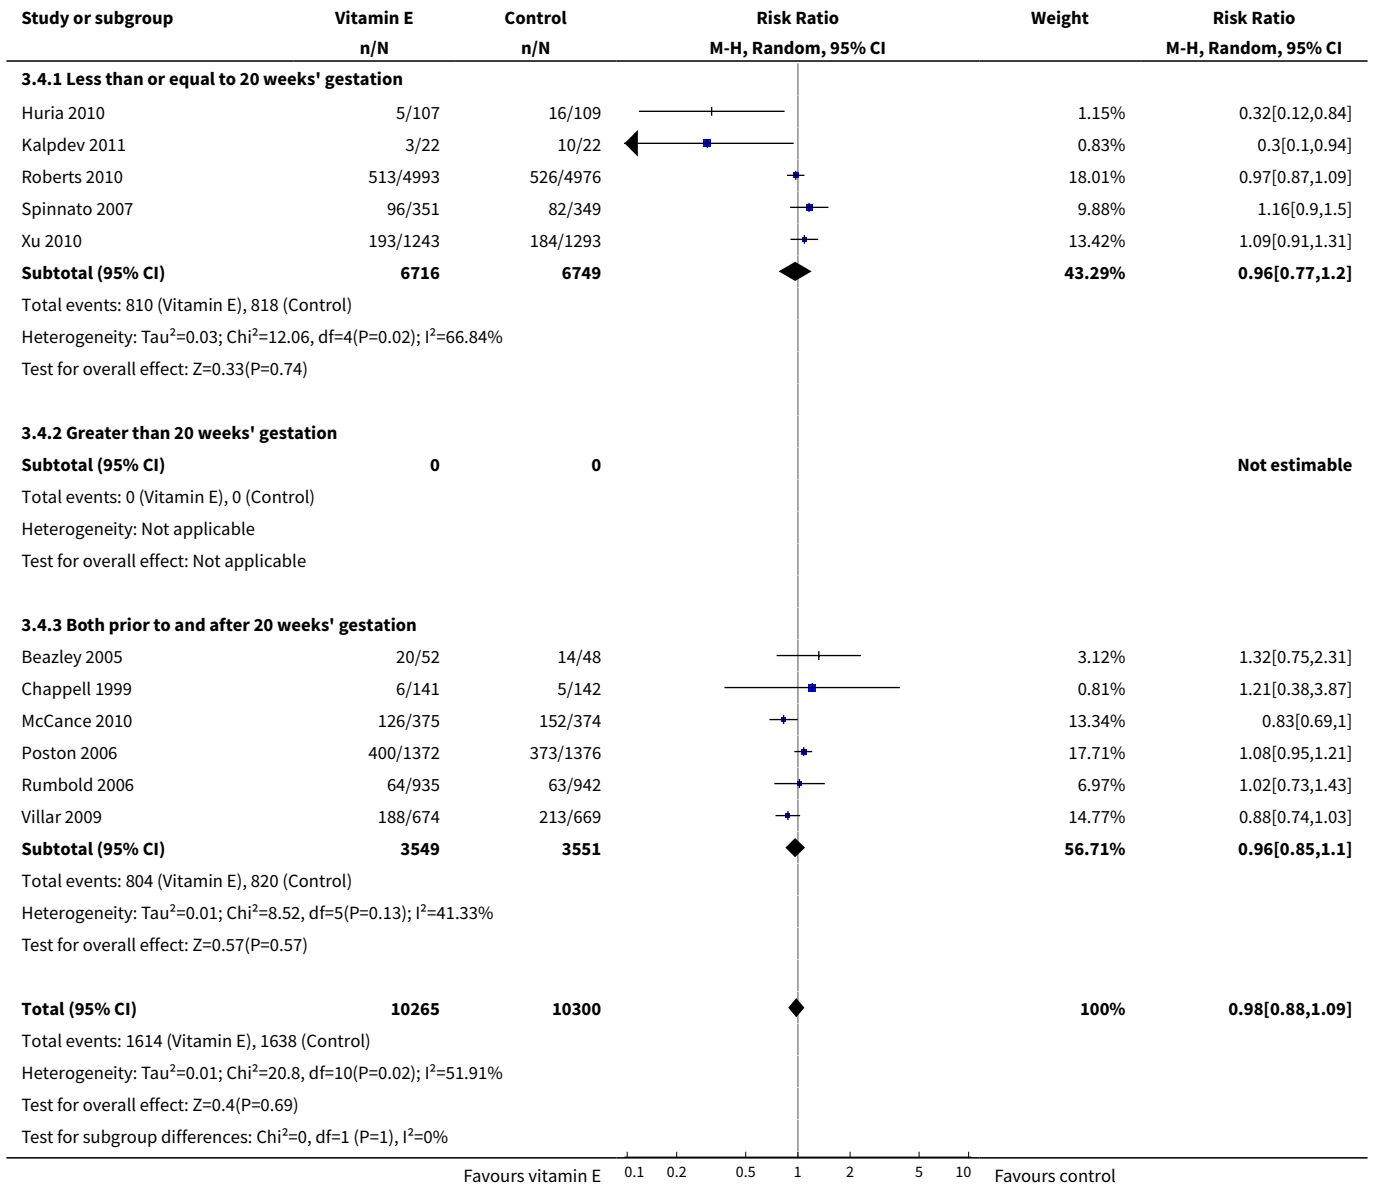 Study or subgroup Vitamin E Control Risk Ratio Weight Risk Ratio
n/N n/N M-H, Random, 95% CI M-H, Random, 95% CI
3.4.1 Less than or equal to 20 weeks' gestation
Huria 2010 5/107 16/109 1.15% 0.32[0.12,0.84]
Kalpdev 2011 3/22 10/22 0.83% 0.3[0.1,0.94]
Roberts 2010 513/4993 526/4976 18.01% 0.97[0.87,1.09]
Spinnato 2007 96/351 82/349 9.88% 1.16[0.9,1.5]
Xu 2010 193/1243 184/1293 13.42% 1.09[0.91,1.31]
Subtotal (95% CI) 6716 6749 43.29% 0.96[0.77,1.2]
Total events: 810 (Vitamin E), 818 (Control)
Heterogeneity: Tau²=0.03; Chi²=12.06, df=4(P=0.02); I²=66.84%
Test for overall effect: Z=0.33(P=0.74)
3.4.2 Greater than 20 weeks' gestation
Subtotal (95% CI) 0 0 Not estimable
Total events: 0 (Vitamin E), 0 (Control)
Heterogeneity: Not applicable
Test for overall effect: Not applicable
3.4.3 Both prior to and after 20 weeks' gestation
Beazley 2005 20/52 14/48 3.12% 1.32[0.75,2.31]
Chappell 1999 6/141 5/142 0.81% 1.21[0.38,3.87]
McCance 2010 126/375 152/374 13.34% 0.83[0.69,1]
Poston 2006 400/1372 373/1376 17.71% 1.08[0.95,1.21]
Rumbold 2006 64/935 63/942 6.97% 1.02[0.73,1.43]
Villar 2009 188/674 213/669 14.77% 0.88[0.74,1.03]
Subtotal (95% CI) 3549 3551 56.71% 0.96[0.85,1.1]
Total events: 804 (Vitamin E), 820 (Control)
Heterogeneity: Tau²=0.01; Chi²=8.52, df=5(P=0.13); I²=41.33%
Test for overall effect: Z=0.57(P=0.57)
Total (95% CI) 10265 10300 100% 0.98[0.88,1.09]
Total events: 1614 (Vitamin E), 1638 (Control)
Heterogeneity: Tau²=0.01; Chi²=20.8, df=10(P=0.02); I²=51.91%
Test for overall effect: Z=0.4(P=0.69)
Test for subgroup differences: Chi²=0, df=1 (P=1), I²=0%
Favours vitamin E 0.1 0.2 0.5 1 2 5 10 Favours control